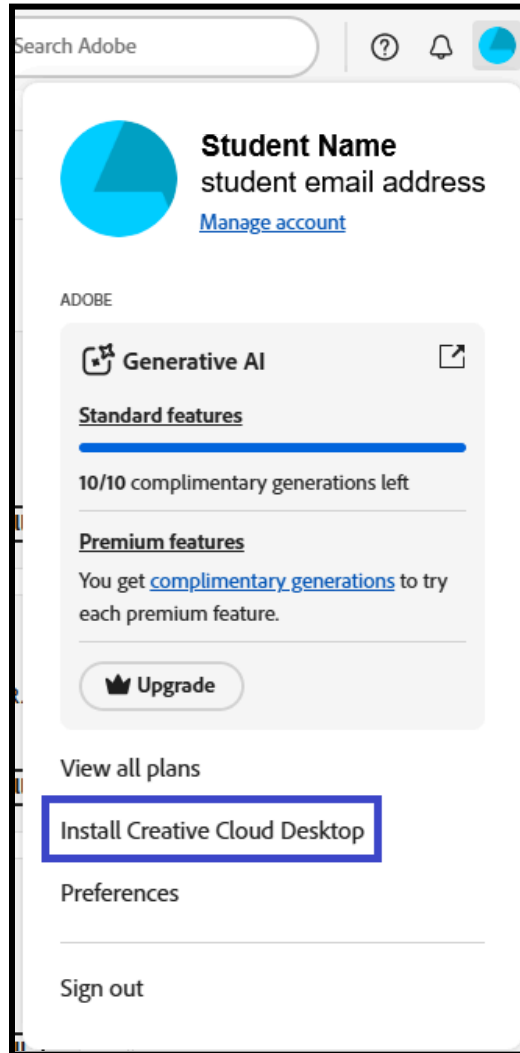 Search Adobe
Student Name
student email address
Manage account
ADOBE
Generative AI
Standard features
10/10 complimentary generations left
Premium features
You get complimentary generations to try
each premium feature.
Upgrade
View all plans
Install Creative Cloud Desktop
Preferences
Sign out